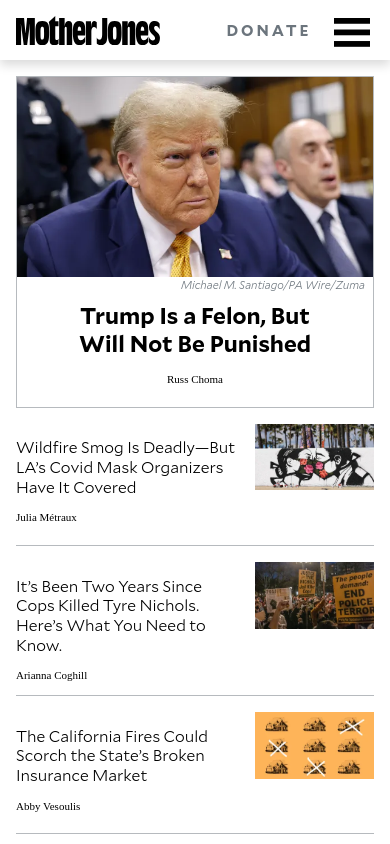 Mother Jones
DONATE
Michael M. Santiago/PA Wire/Zuma
Trump Is a Felon, But
Will Not Be Punished
Russ Choma
Wildfire Smog Is Deadly—But
LA’s Covid Mask Organizers
Have It Covered
Julia Métraux
It’s Been Two Years Since
Cops Killed Tyre Nichols.
Here’s What You Need to
Know.
Arianna Coghill
The people
demand:
END
POLICE
TERROR
The California Fires Could
Scorch the State’s Broken
Insurance Market
Abby Vesoulis